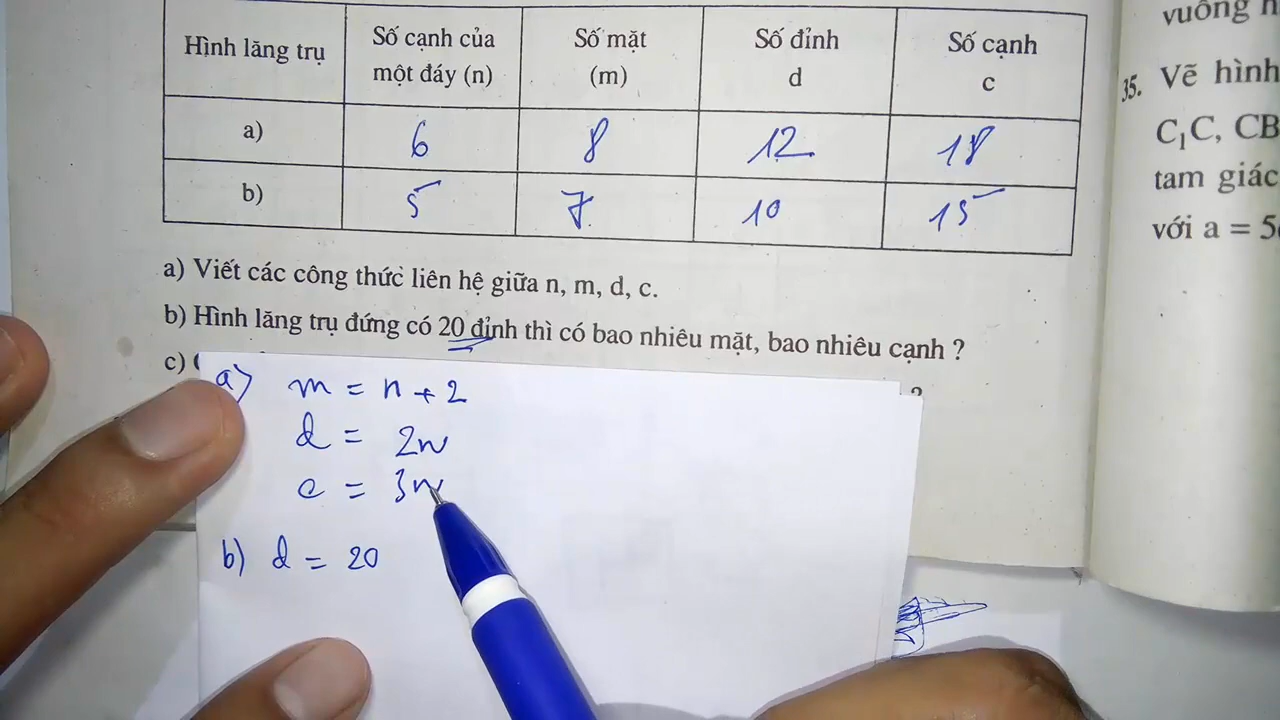 Hình lăng trụ | Số cạnh của một đáy (n) | Số mặt (m) | Số đỉnh d | Số cạnh c
a) 6 8 12 18
b) 5 7 10 15
a) Viết các công thức liên hệ giữa n, m, d, c.
b) Hình lăng trụ đứng có 20 đỉnh thì có bao nhiêu mặt, bao nhiêu cạnh ?
c)
a) m = n + 2
d = 2n
c = 3n
b) d = 20
vuông
35. Vẽ hình
C₁C, CB
tam giác
với a = 5